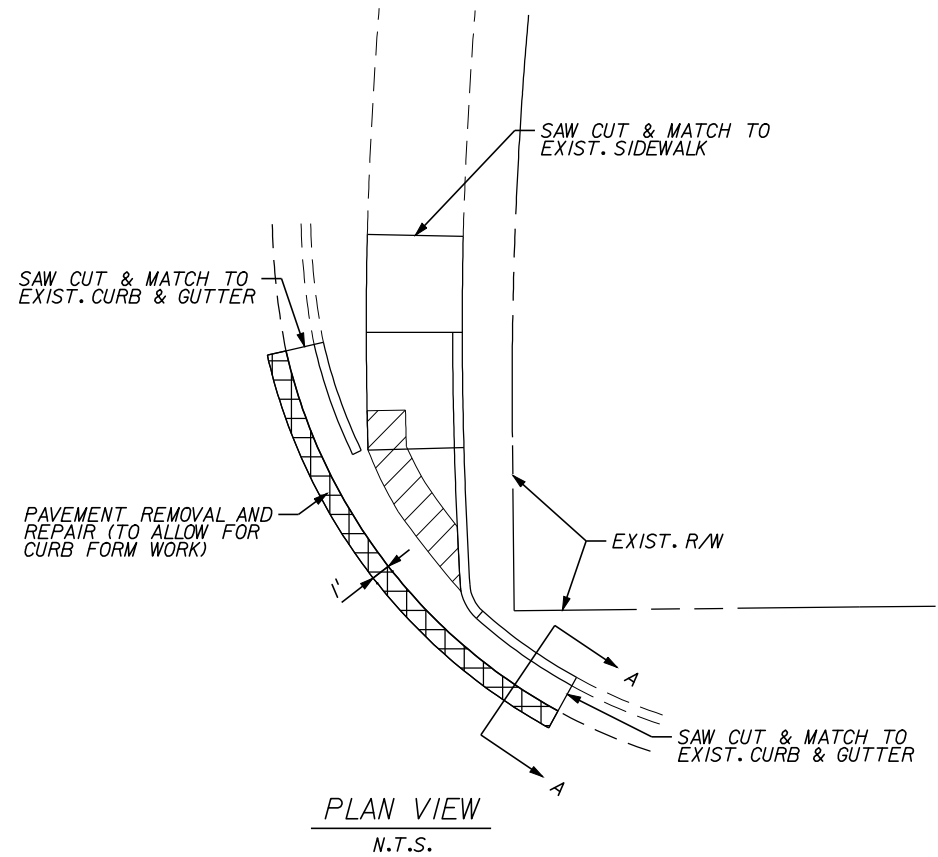 SAW CUT & MATCH TO
EXIST. SIDEWALK
SAW CUT & MATCH TO
EXIST. CURB & GUTTER
PAVEMENT REMOVAL AND
REPAIR (TO ALLOW FOR
CURB FORM WORK)
1'
EXIST. R/W
A
SAW CUT & MATCH TO
EXIST. CURB & GUTTER
A
PLAN VIEW
N.T.S.